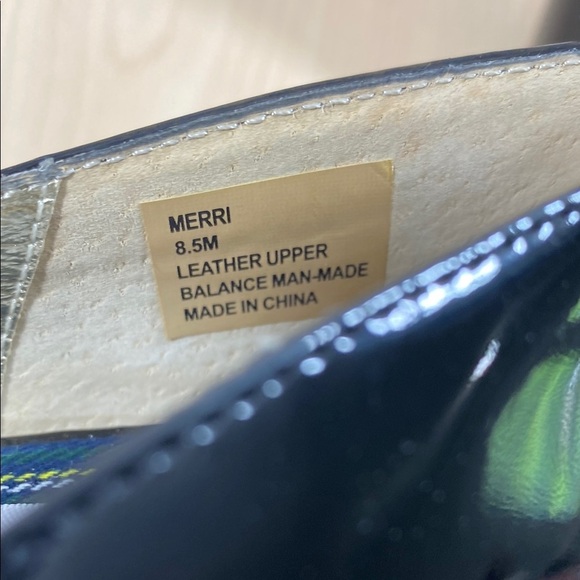 MERRI
8.5M
LEATHER UPPER
BALANCE MAN-MADE
MADE IN CHINA